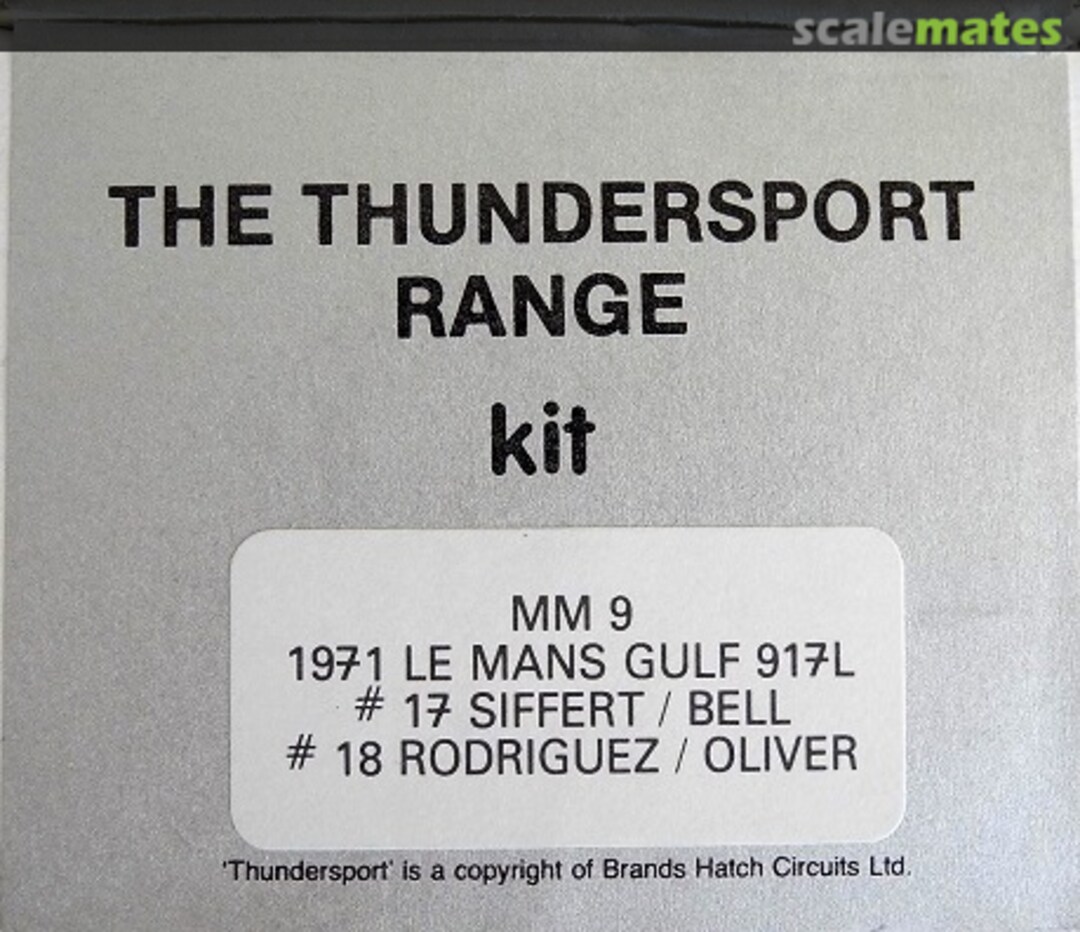 scalemates
THE THUNDERSPORT
RANGE
kit
MM 9
1971 LE MANS GULF 917L
# 17 SIFFERT / BELL
# 18 RODRIGUEZ / OLIVER
'Thundersport' is a copyright of Brands Hatch Circuits Ltd.